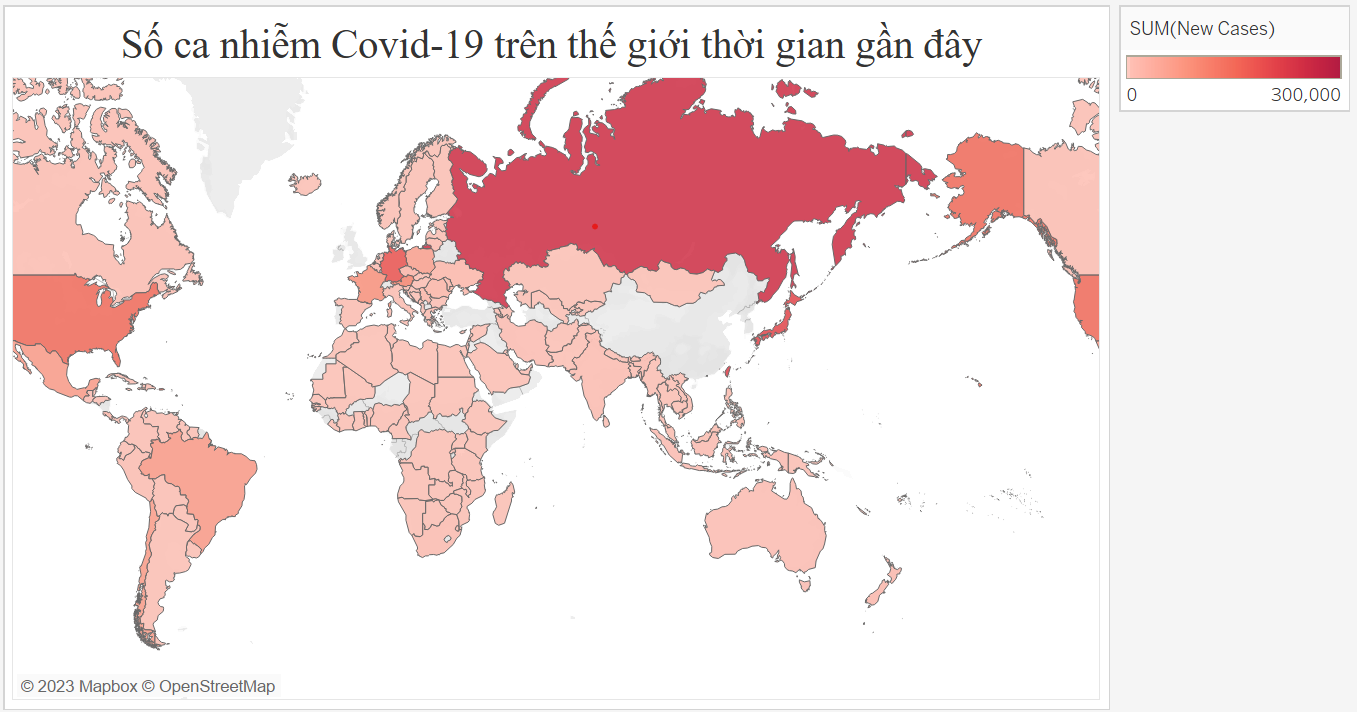 Số ca nhiễm Covid-19 trên thế giới thời gian gần đây
SUM(New Cases)
0 300,000
© 2023 Mapbox © OpenStreetMap